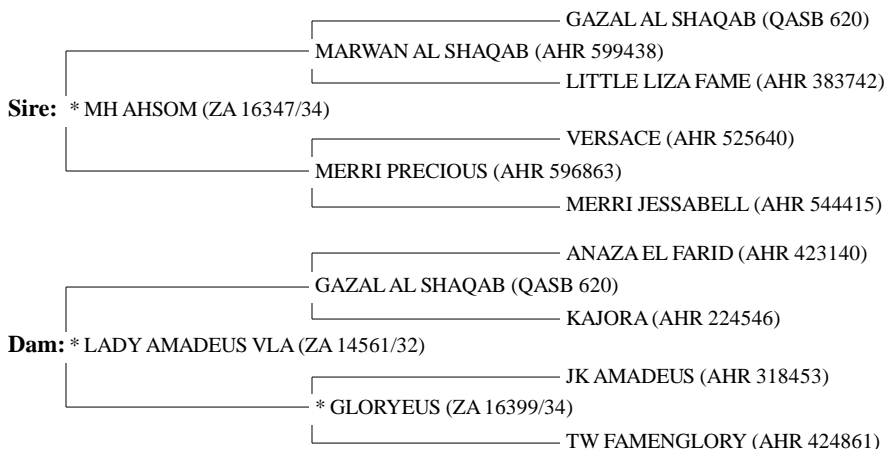 GAZAL AL SHAQAB (QASB 620)
MARWAN AL SHAQAB (AHR 599438)
LITTLE LIZA FAME (AHR 383742)
Sire: * MH AHSOM (ZA 16347/34)
VERSACE (AHR 525640)
MERRI PRECIOUS (AHR 596863)
MERRI JESSABELL (AHR 544415)
ANAZA EL FARID (AHR 423140)
GAZAL AL SHAQAB (QASB 620)
KAJORA (AHR 224546)
Dam: * LADY AMADEUS VLA (ZA 14561/32)
JK AMADEUS (AHR 318453)
* GLORYEUS (ZA 16399/34)
TW FAMENGLORY (AHR 424861)